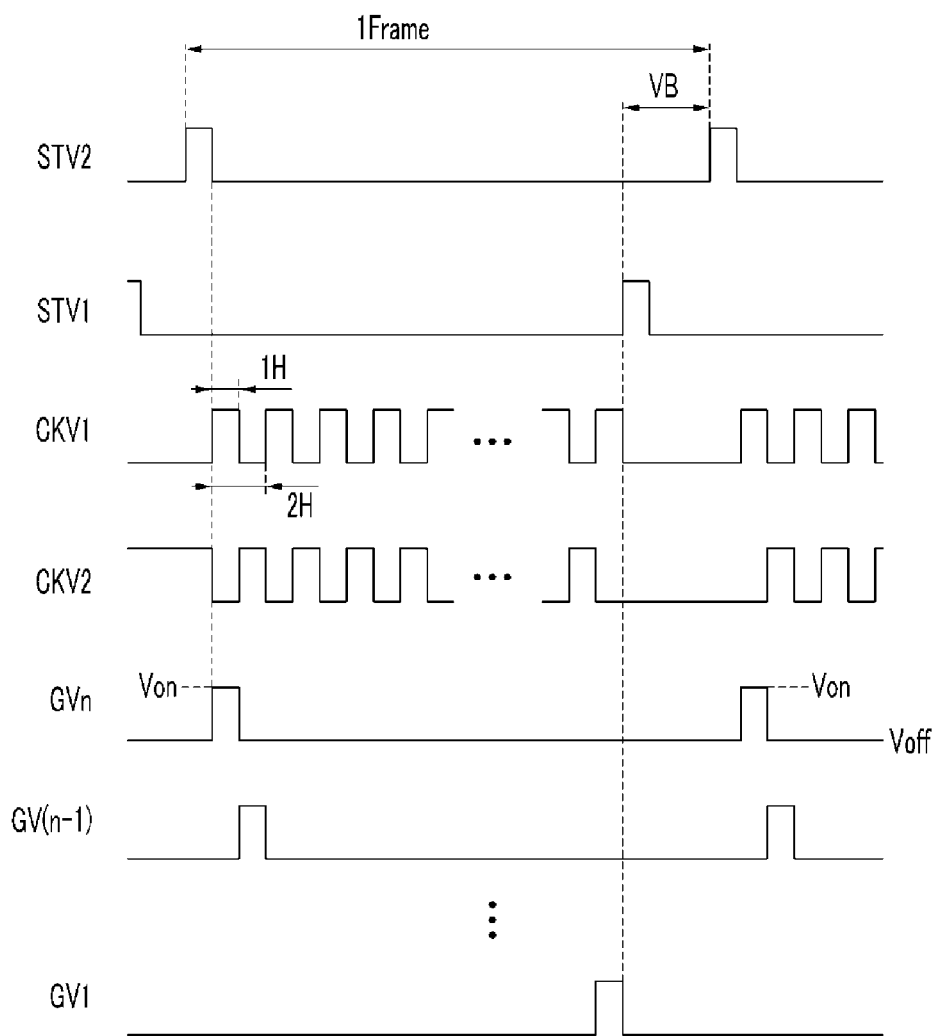 1Frame
VB
STV2
STV1
1H
CKV1
•••
2H
CKV2
•••
GVn
Von
Von
Voff
GV(n-1)
GV1